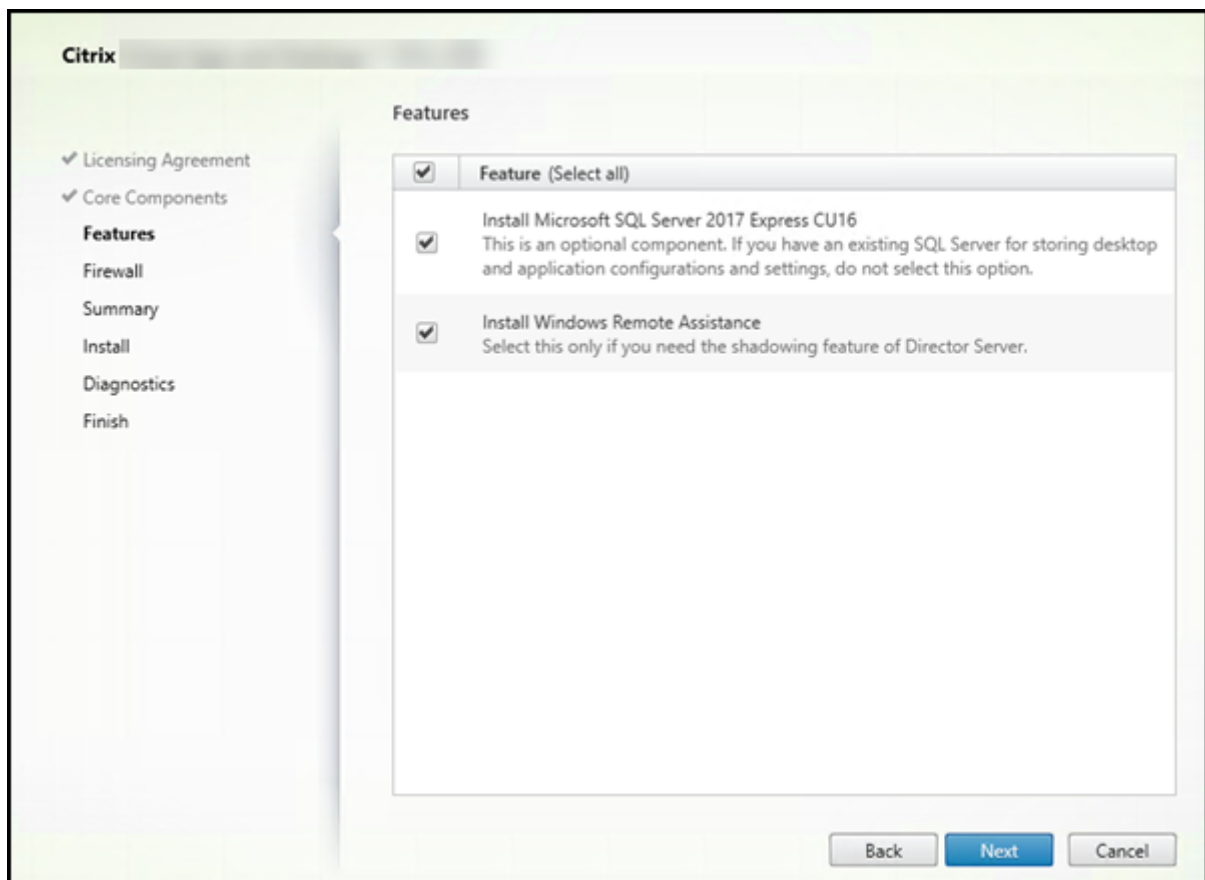 Citrix
Features
Licensing Agreement
Core Components
Features
Firewall
Summary
Install
Diagnostics
Finish
Feature (Select all)
Install Microsoft SQL Server 2017 Express CU16
This is an optional component. If you have an existing SQL Server for storing desktop
and application configurations and settings, do not select this option.
Install Windows Remote Assistance
Select this only if you need the shadowing feature of Director Server.
Back
Next
Cancel